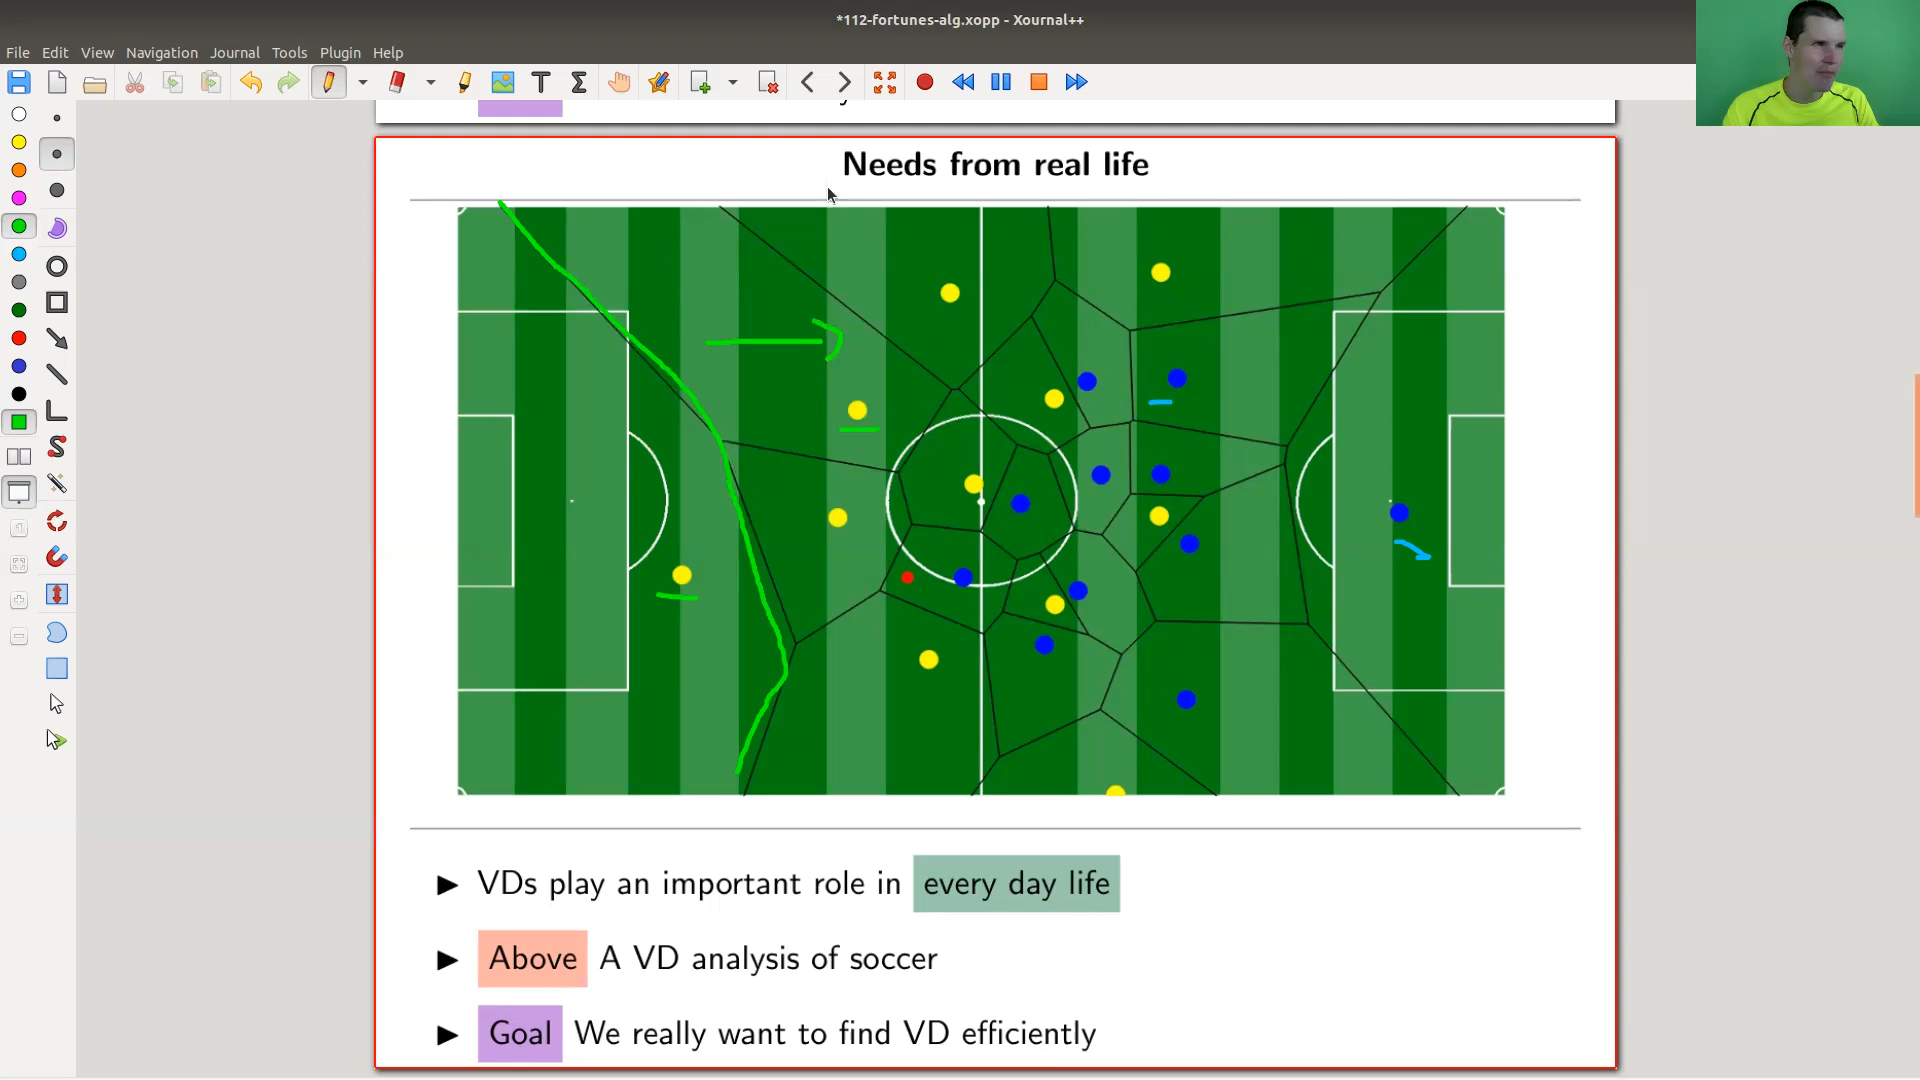 *112-fortunes-alg.xopp - Xournal++
File Edit View Navigation Journal Tools Plugin Help
Needs from real life
VDs play an important role in every day life
Above A VD analysis of soccer
Goal We really want to find VD efficiently